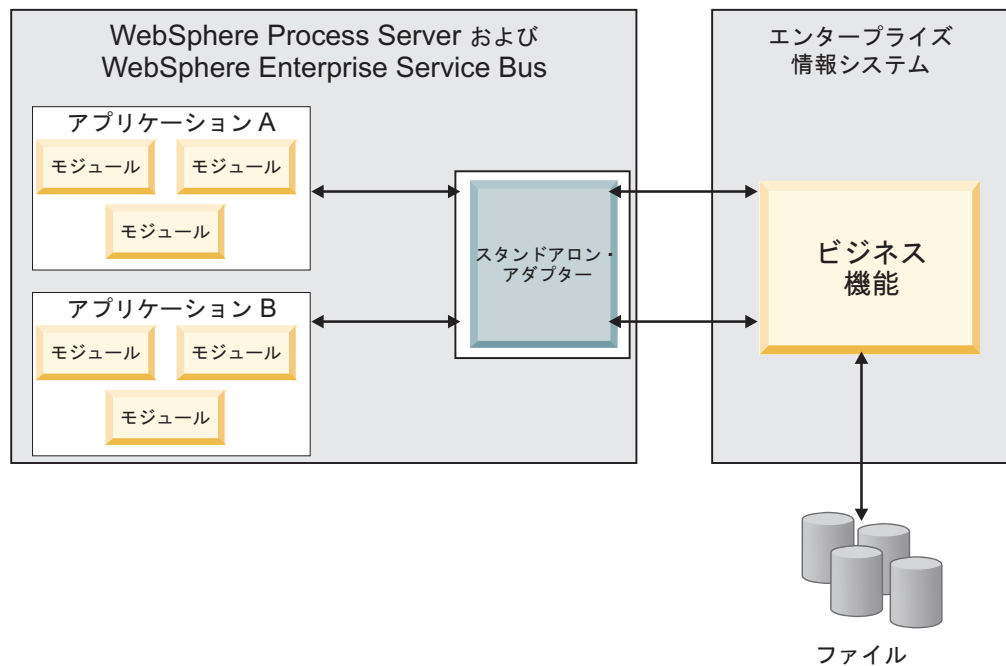 WebSphere Process Server および
WebSphere Enterprise Service Bus
アプリケーション A
モジュール
モジュール
モジュール
アプリケーション B
モジュール
モジュール
モジュール
スタンドアロン・
アダプター
エンタープライズ
情報システム
ビジネス
機能
ファイル